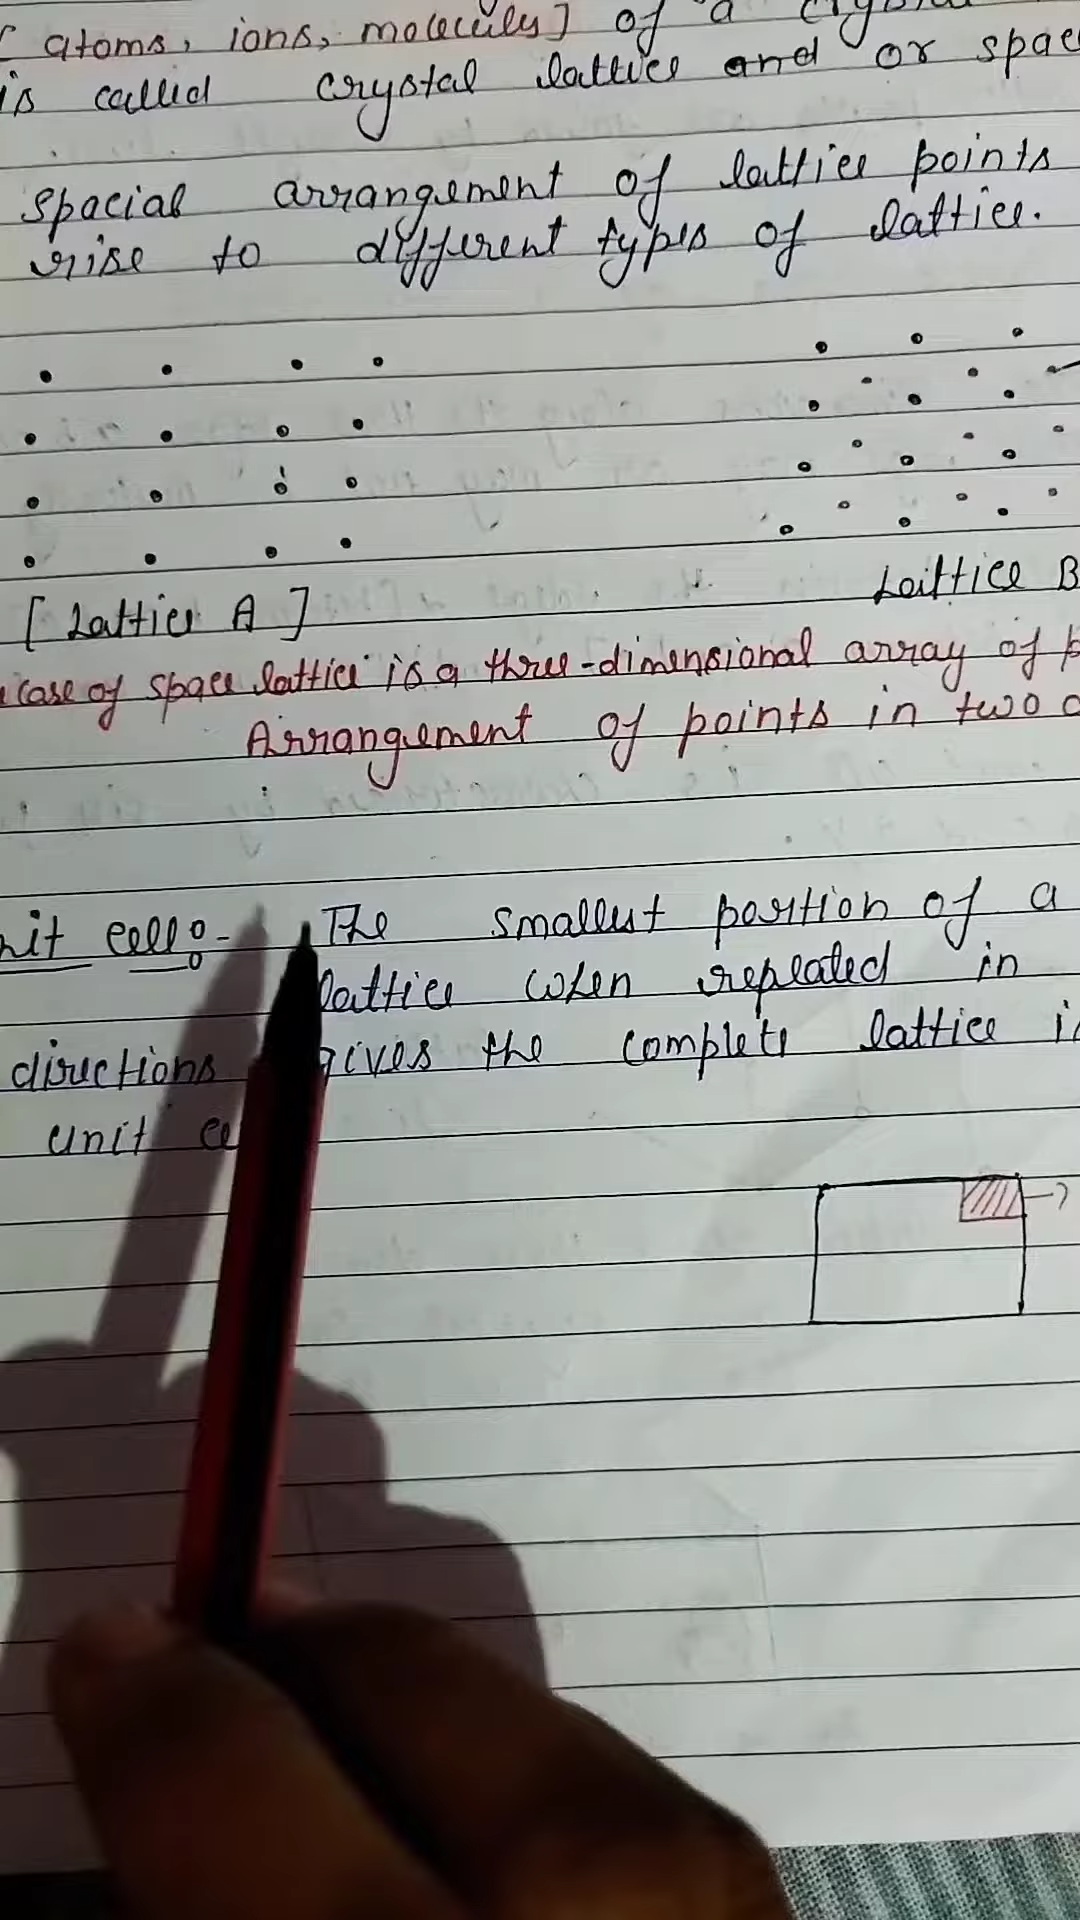 [ atoms, ions, molecules] of a
is called crystal lattice and or
spacial arrangement of lattice points
rise to different types of lattice.
[Lattice A]
Lattice B
case of space lattice is a three-dimensional array of
Arrangement of points in two
cell :- The smallest portion of a
lattice when repeated in
directions gives the complete lattice
unit